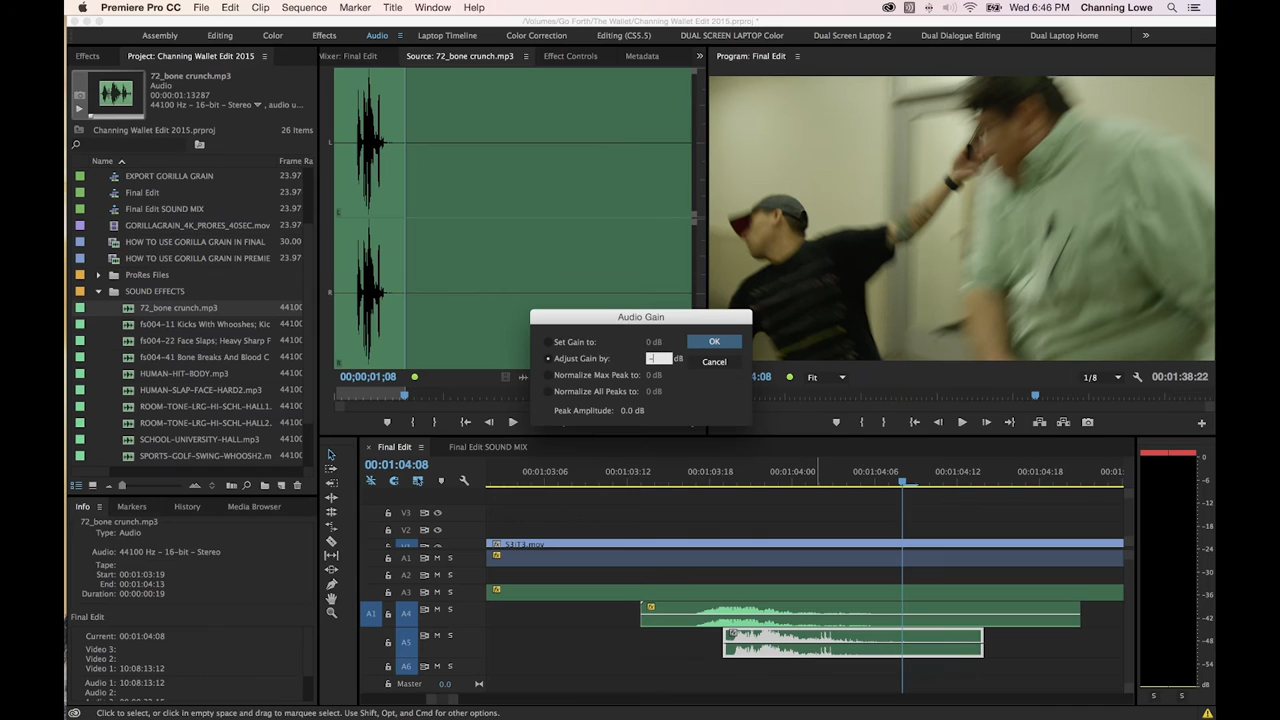 Premiere Pro CC File Edit Clip Sequence Marker Title Window Help Wed 6:46 PM Channing Lowe
/Volumes/Go Forth/The Wallet/Channing Wallet Edit 2015.prproj *
Assembly Editing Color Effects Audio Laptop Timeline Color Correction Editing (CS5.5) DUAL SCREEN LAPTOP Color Dual Screen Laptop 2 Dual Dialogue Editing Dual Laptop Home
Effects Project: Channing Wallet Edit 2015
Mixer: Final Edit Source: 72_bone crunch.mp3 Effect Controls Metadata
Program: Final Edit
72_bone crunch.mp3
Audio
00:00:01:13287
44100 Hz - 16-bit - Stereo , audio u...
Channing Wallet Edit 2015.prproj 26 Items
Name Frame Ra
EXPORT GORILLA GRAIN 23.97
Final Edit 23.97
Final Edit SOUND MIX 23.97
GORILLAGRAIN_4K_PRORES_40SEC.mov 23.97
HOW TO USE GORILLA GRAIN IN FINAL 30.00
HOW TO USE GORILLA GRAIN IN PREMIE 23.97
ProRes Files
SOUND EFFECTS
72_bone crunch.mp3 44100
fs004-11 Kicks With Whooshes; Kic 44100
fs004-22 Face Slaps; Heavy Sharp F 44100
fs004-41 Bone Breaks And Blood C 44100
HUMAN-HIT-BODY.mp3 44100
HUMAN-SLAP-FACE-HARD2.mp3 44100
ROOM-TONE-LRG-HI-SCHL-HALL1. 44100
ROOM-TONE-LRG-HI-SCHL-HALL2. 44100
SCHOOL-UNIVERSITY-HALL.mp3 44100
SPORTS-GOLF-SWING-WHOOSH2.m 44100
L
R
00;00;01;08
Audio Gain
Set Gain to: 0 dB OK
Adjust Gain by: - dB
Cancel
Normalize Max Peak to: 0 dB
Normalize All Peaks to: 0 dB
Peak Amplitude: 0.0 dB
4:08 Fit 1/8 00:01:38:22
Info Markers History Media Browser
72_bone crunch.mp3
Type: Audio
Audio: 44100 Hz - 16-bit - Stereo
Tape:
Start: 00:01:03:19
End: 00:01:04:13
Duration: 00:00:00:19
Final Edit
Current: 00:01:04:08
Video 3:
Video 2:
Video 1: 10:08:13:12
Audio 1: 10:08:13:12
Audio 2:
× Final Edit Final Edit SOUND MIX
00:01:04:08
00:01:03:06 00:01:03:12 00:01:03:18 00:01:04:00 00:01:04:06 00:01:04:12 00:01:04:18 00:01:
V3
V2
S3IT3.mov
A1 M S
A2 M S
A3 M S
A1 A4 M S
A5 M S
A6 M S
Master 0.0
0
-6
-12
-18
-24
-30
-36
-42
-48
-54
dB
S S
Click to select, or click in empty space and drag to marquee select. Use Shift, Opt, and Cmd for other options.